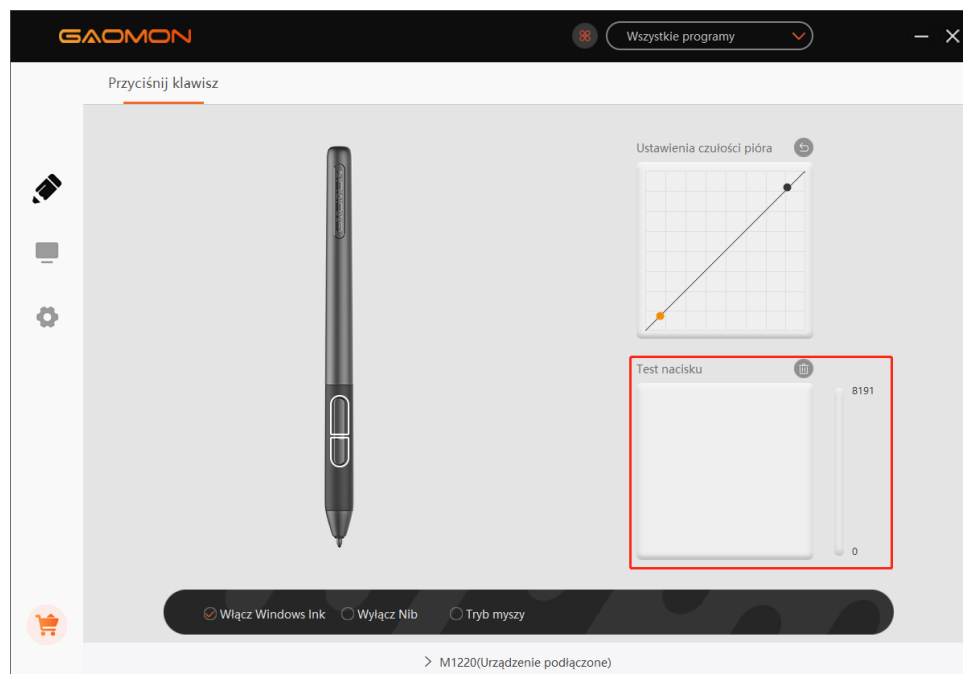 GAOMON
Wszystkie programy
Przyciśnij klawisz
Ustawienia czułości pióra
GAOMON
Test nacisku
8191
0
Włącz Windows Ink
Wyłącz Nib
Tryb myszy
M1220(Urządzenie podłączone)